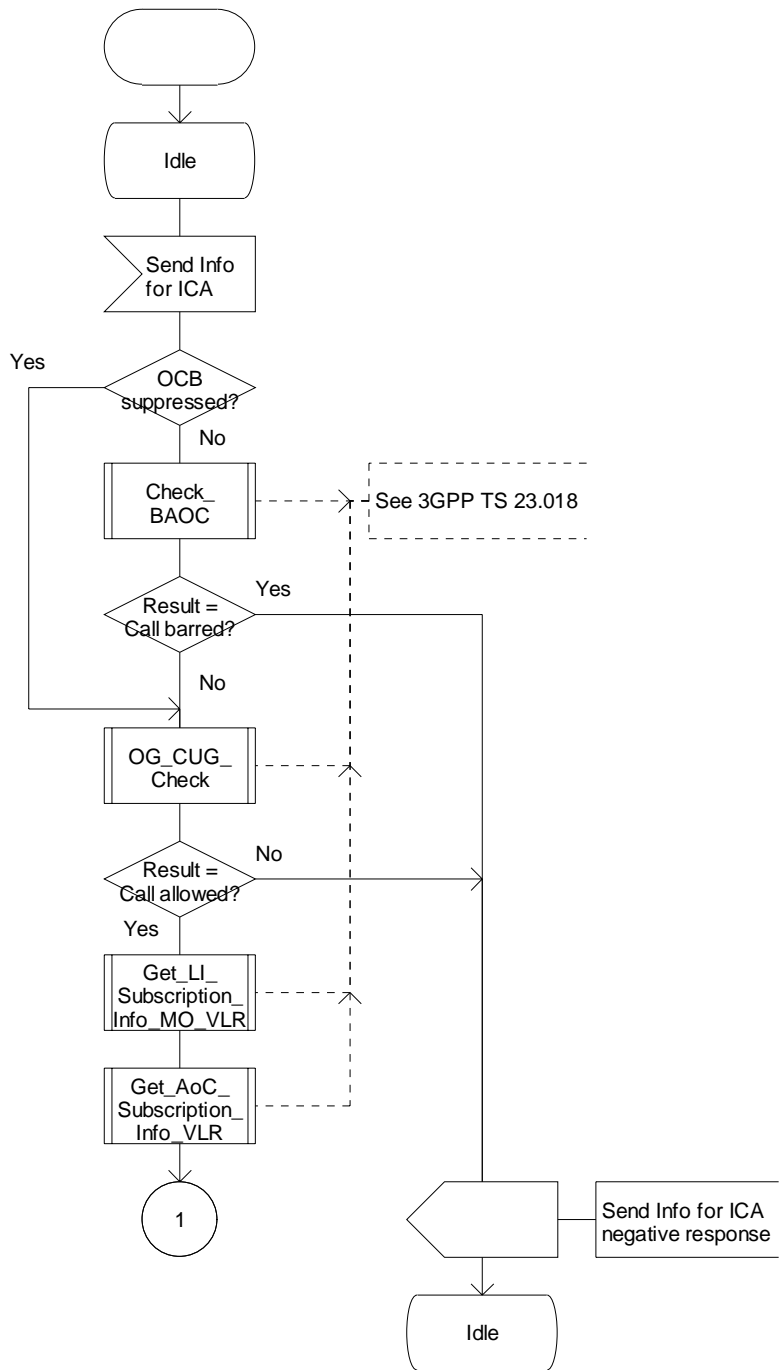 Idle
Send Info
for ICA
Yes
OCB
suppressed?
No
Check_
BAOC
See 3GPP TS 23.018
Result =
Call barred?
Yes
No
OG_CUG_
Check
Result =
Call allowed?
No
Yes
Get_LI_
Subscription_
Info_MO_VLR
Get_AoC_
Subscription_
Info_VLR
1
Send Info for ICA
negative response
Idle